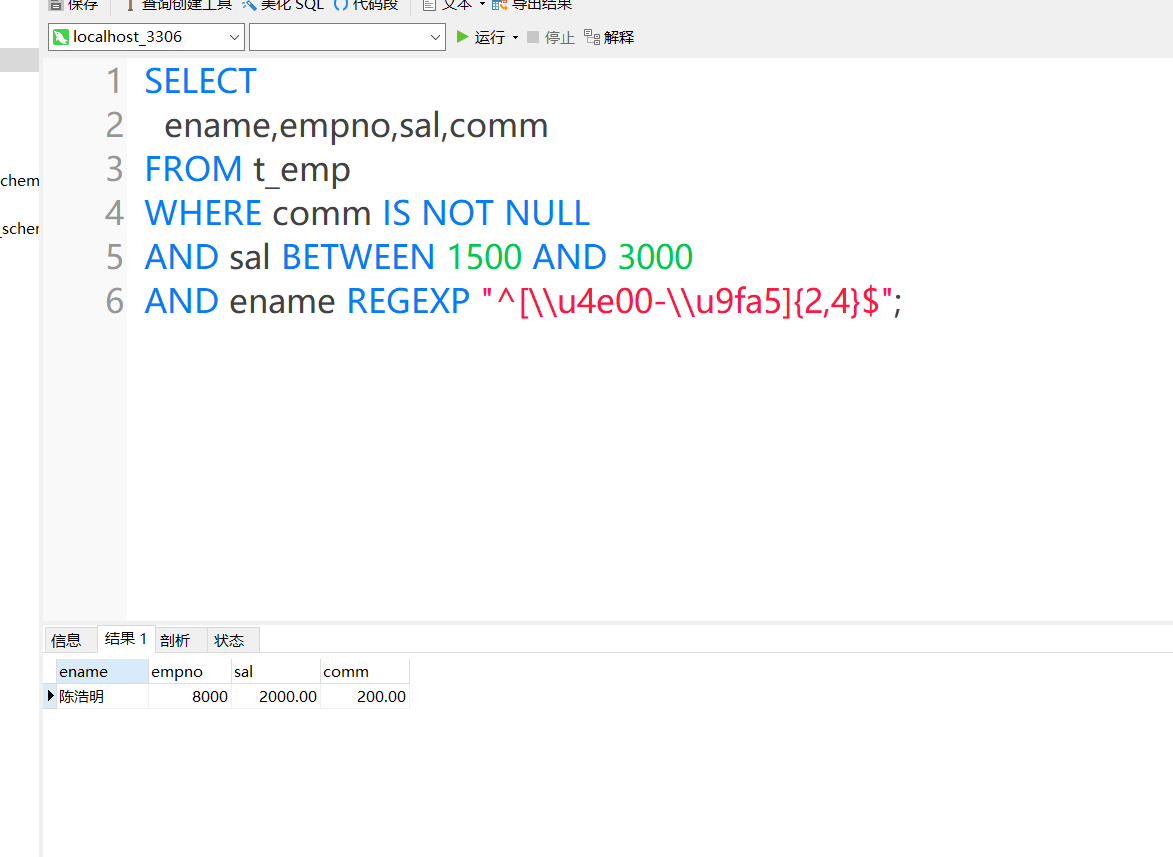 保存 查询创建工具 美化 SQL () 代码段 文本 导出结果
localhost_3306 运行 停止 解释
chem
_scher
1 SELECT
2 ename,empno,sal,comm
3 FROM t_emp
4 WHERE comm IS NOT NULL
5 AND sal BETWEEN 1500 AND 3000
6 AND ename REGEXP "^[\\u4e00-\\u9fa5]{2,4}$";
信息 结果 1 剖析 状态
ename empno sal comm
陈浩明 8000 2000.00 200.00